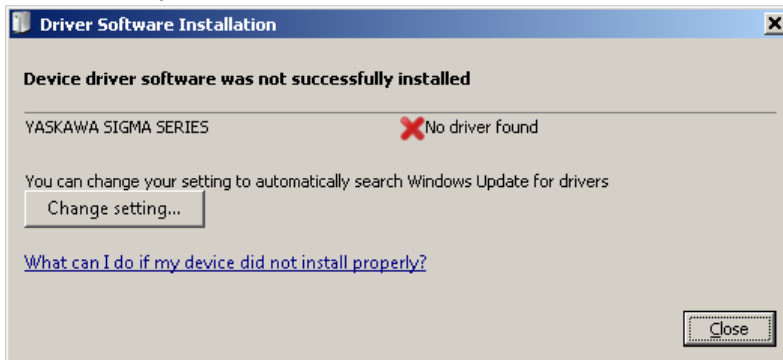 Driver Software Installation
Device driver software was not successfully installed
YASKAWA SIGMA SERIES No driver found
You can change your setting to automatically search Windows Update for drivers
Change setting...
What can I do if my device did not install properly?
Close